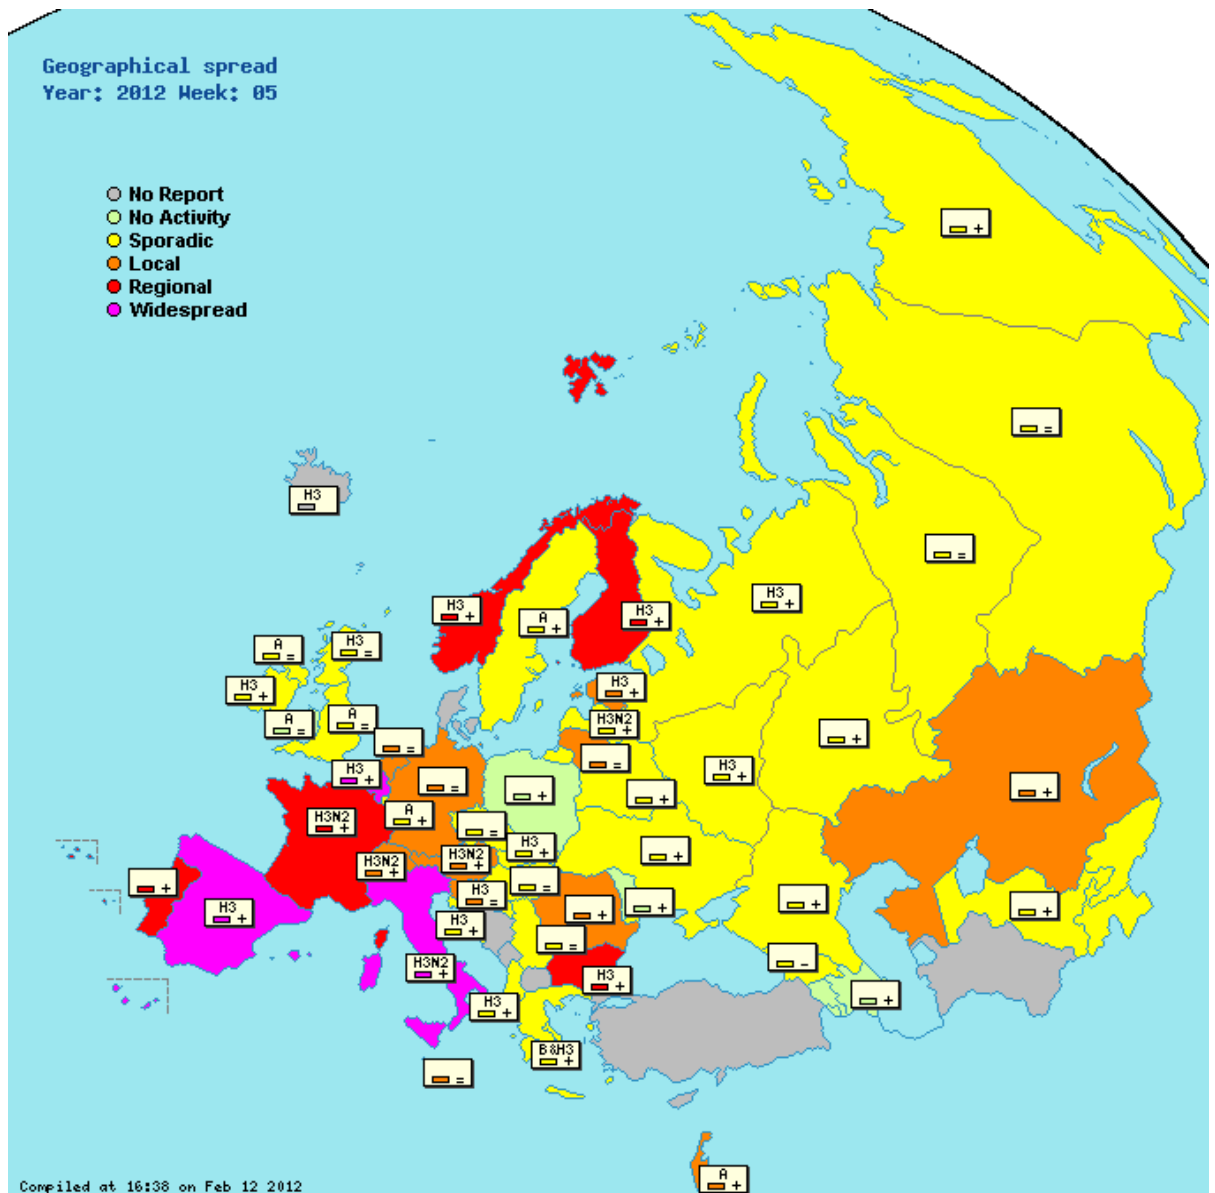 Geographical spread
Year: 2012 Week: 05
No Report
No Activity
Sporadic
Local
Regional
Widespread
+
=
=
H3
H3
+
H3
+
A
+
H3
+
A
=
H3
=
H3
+
H3
+
A
=
A
=
H3N2
+
+
=
=
H3
+
H3
+
=
+
+
+
A
+
H3N2
+
=
H3
+
+
H3N2
+
H3N2
+
=
+
H3
=
+
+
+
H3
+
+
+
H3
+
=
H3N2
+
=
H3
+
+
H3
+
B&H3
+
=
A
+
Compiled at 16:38 on Feb 12 2012